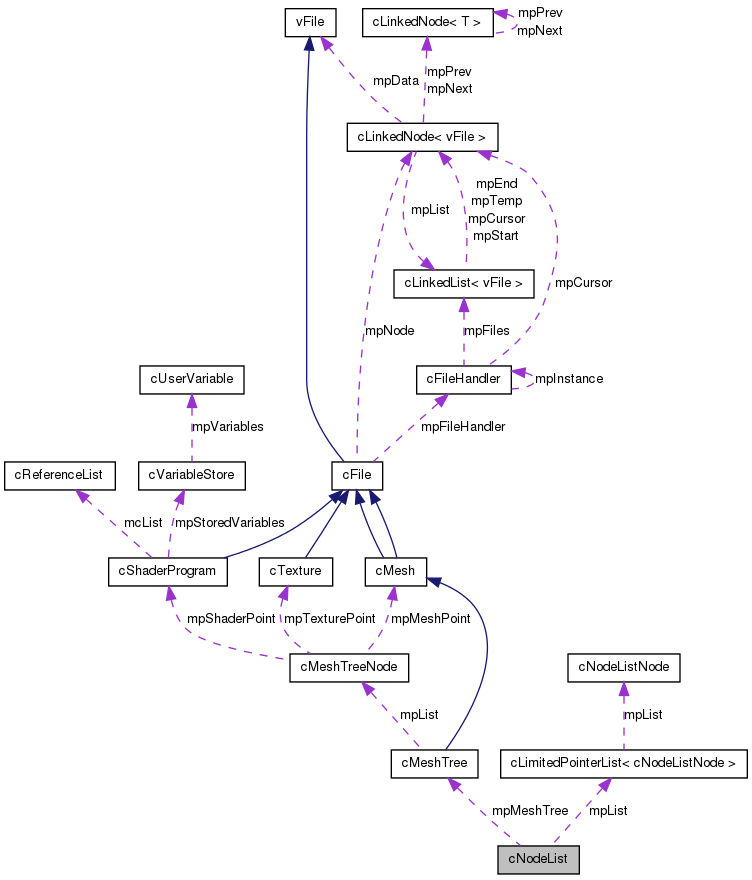 vFile
cLinkedNode< T >
mpPrev
mpNext
mpData
mpPrev
mpNext
cLinkedNode< vFile >
mpEnd
mpTemp
mpCursor
mpStart
mpList
cLinkedList< vFile >
mpCursor
mpNode
mpFiles
cUserVariable
cFileHandler
mpInstance
mpVariables
mpFileHandler
cReferenceList
cVariableStore
cFile
mcList
mpStoredVariables
cShaderProgram
cTexture
cMesh
mpShaderPoint
mpTexturePoint
mpMeshPoint
cMeshTreeNode
cNodeListNode
mpList
mpList
cMeshTree
cLimitedPointerList< cNodeListNode >
mpMeshTree
mpList
cNodeList